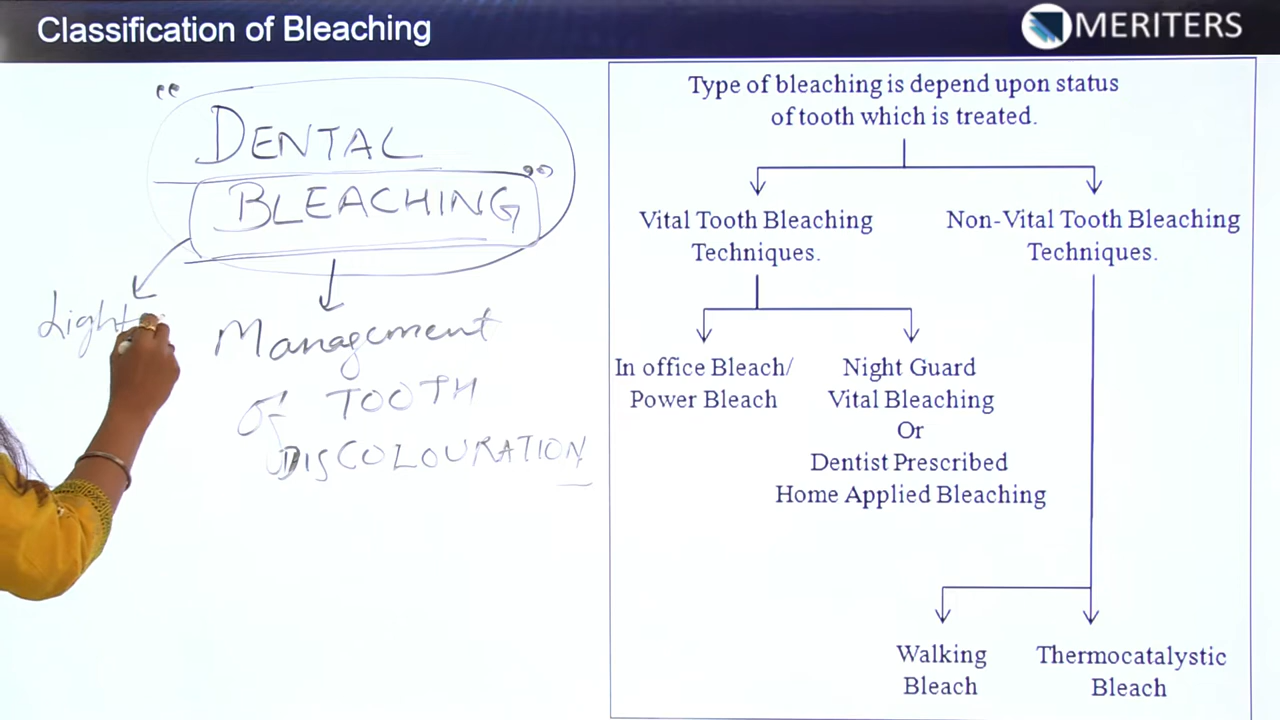 Classification of Bleaching
MERITERS
"DENTAL
BLEACHING"
Light
Management
of TOOTH
DISCOLOURATION
Type of bleaching is depend upon status
of tooth which is treated.
Vital Tooth Bleaching
Techniques.
Non-Vital Tooth Bleaching
Techniques.
In office Bleach/
Power Bleach
Night Guard
Vital Bleaching
Or
Dentist Prescribed
Home Applied Bleaching
Walking
Bleach
Thermocatalystic
Bleach